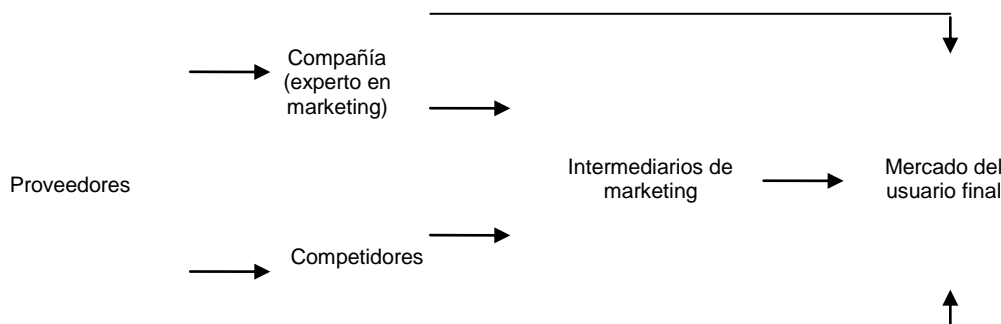 Compañía
(experto en
marketing)
Proveedores
Intermediarios de
marketing
Mercado del
usuario final
Competidores